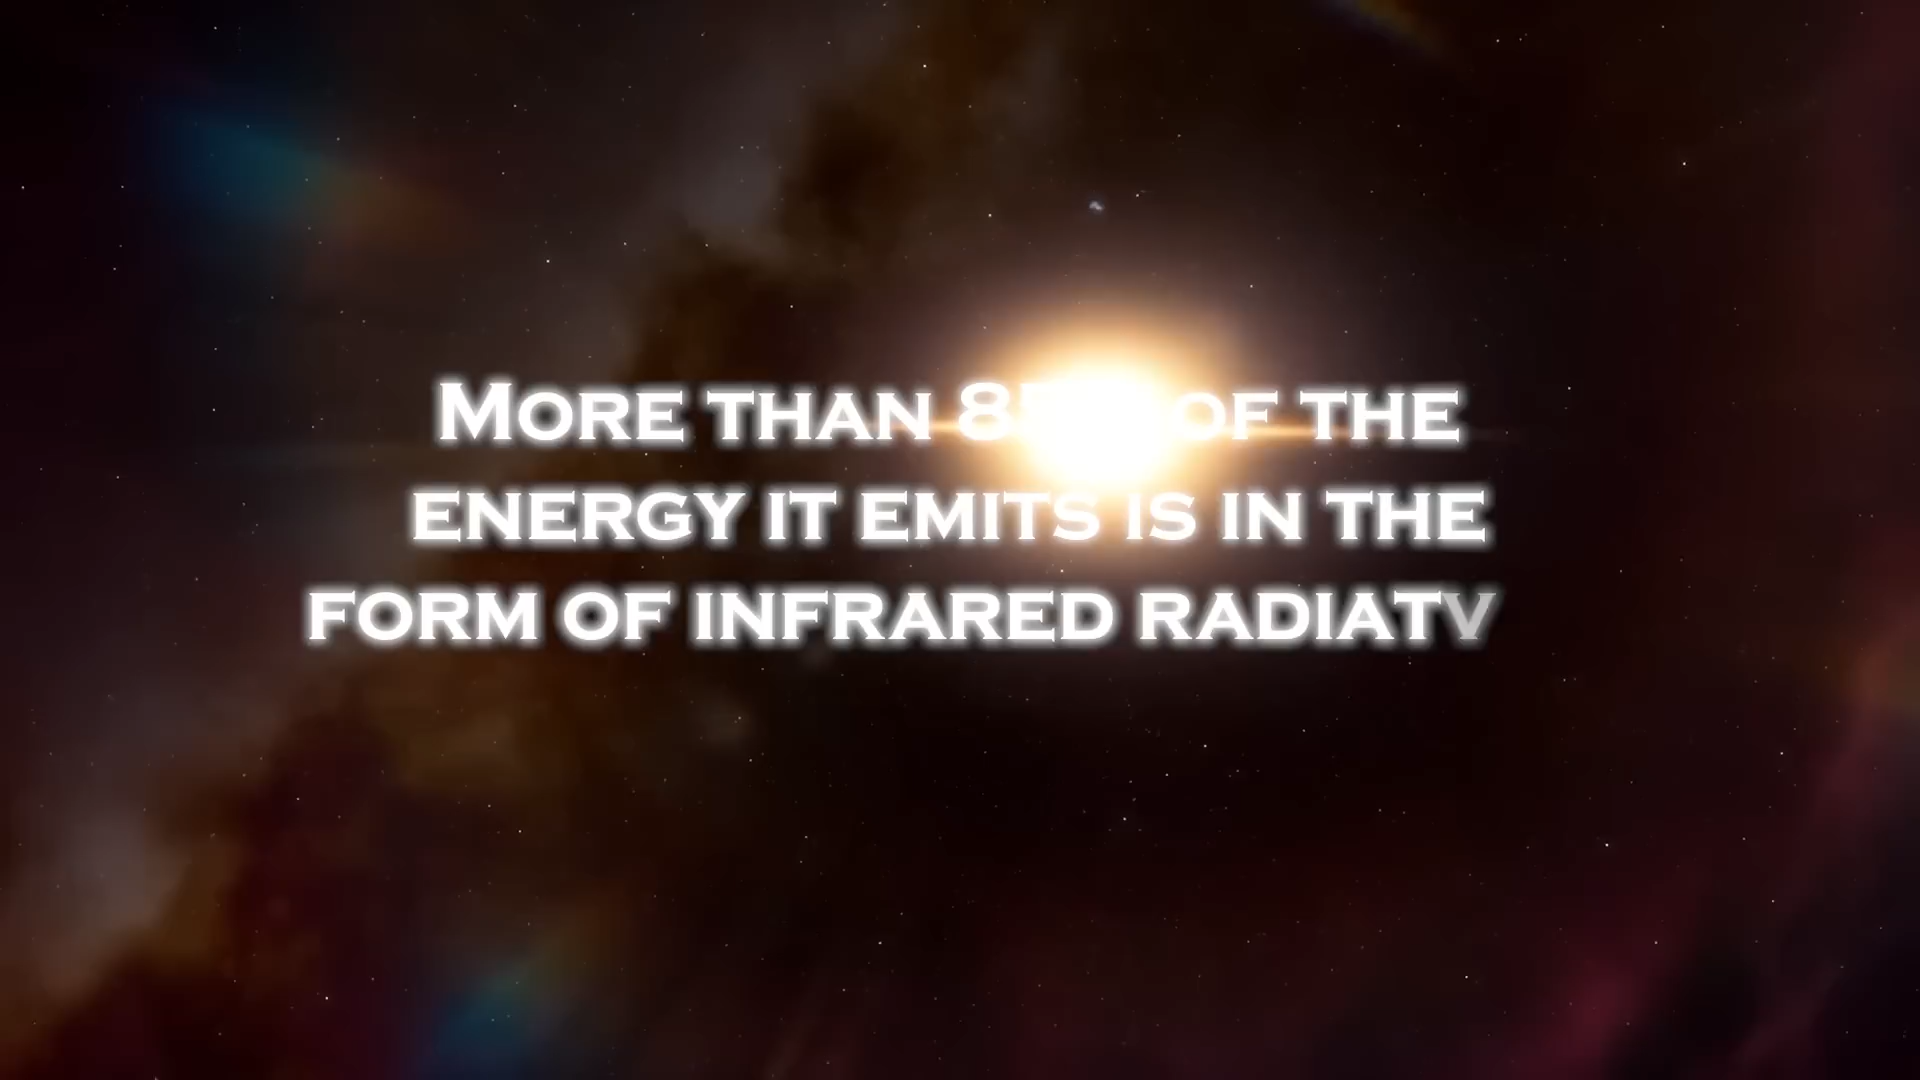 More than of the
energy it emits is in the
form of infrared radiatv